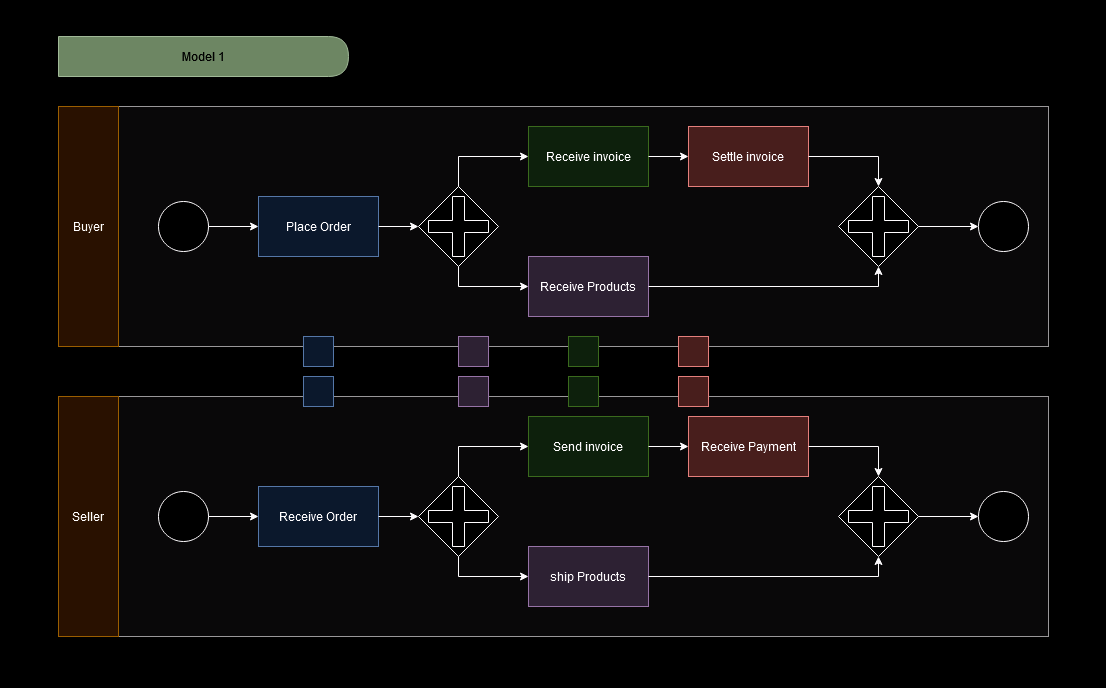 Model 1
Buyer
Place Order
Receive invoice
Settle invoice
Receive Products
Seller
Receive Order
Send invoice
Receive Payment
ship Products